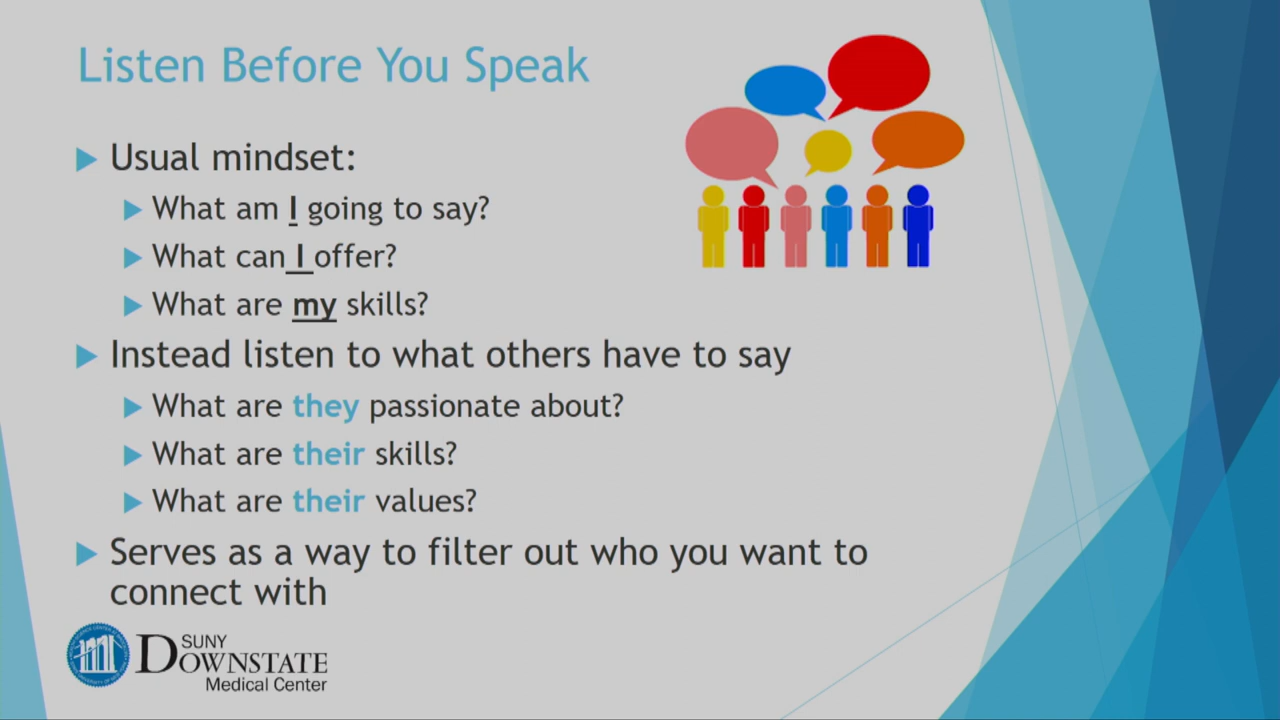 Listen Before You Speak
Usual mindset:
What am I going to say?
What can I offer?
What are my skills?
Instead listen to what others have to say
What are they passionate about?
What are their skills?
What are their values?
Serves as a way to filter out who you want to
connect with
SUNY
DOWNSTATE
Medical Center